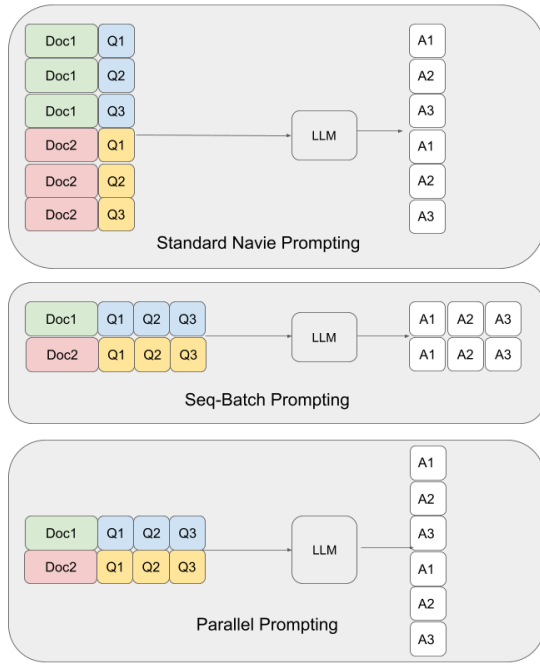 Doc1 Q1 A1
Doc1 Q2 A2
Doc1 Q3 A3
Doc2 Q1 LLM A1
Doc2 Q2 A2
Doc2 Q3 A3
Standard Navie Prompting
Doc1 Q1 Q2 Q3 A1 A2 A3
LLM
Doc2 Q1 Q2 Q3 A1 A2 A3
Seq-Batch Prompting
A1
A2
Doc1 Q1 Q2 Q3 A3
LLM
Doc2 Q1 Q2 Q3 A1
A2
Parallel Prompting A3